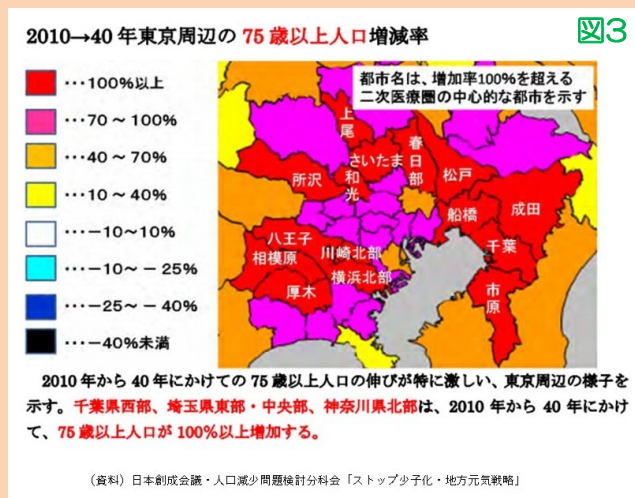 図3
2010→40年東京周辺の75歳以上人口増減率
…100%以上
…70～100%
…40～70%
…10～40%
…－10～10%
…－10～－25%
…－25～－40%
…－40%未満
都市名は、増加率100%を超える
二次医療圏の中心的な都市を示す
上尾
春日部
さいたま
和光
所沢
松戸
船橋
成田
八王子
相模原
川崎北部
千葉
横浜北部
厚木
市原
2010年から40年にかけての75歳以上人口の伸びが特に激しい、東京周辺の様子を
示す。千葉県西部、埼玉県東部・中央部、神奈川県北部は、2010年から40年にかけ
て、75歳以上人口が100%以上増加する。
（資料）日本創成会議・人口減少問題検討分科会「ストップ少子化・地方元気戦略」